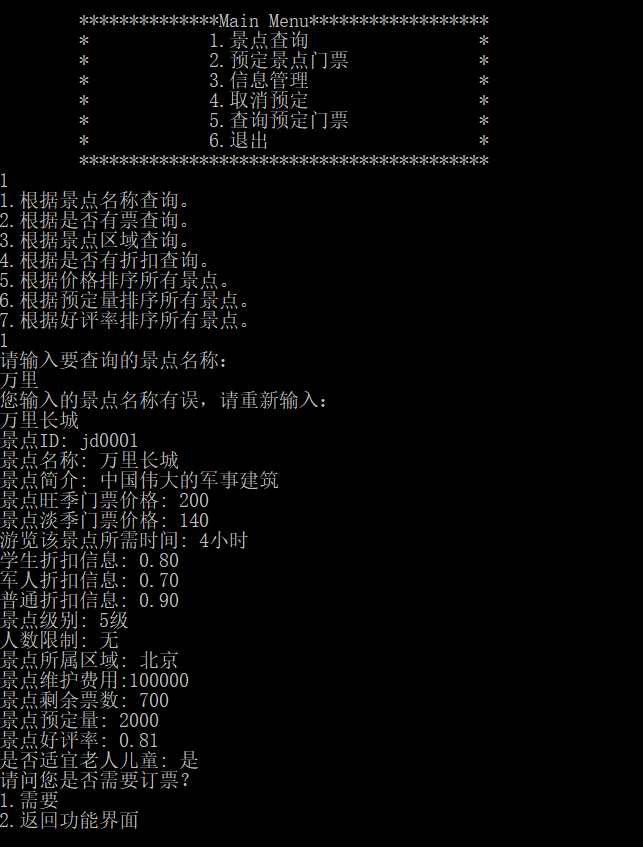 **************Main Menu******************
* 1.景点查询 *
* 2.预定景点门票 *
* 3.信息管理 *
* 4.取消预定 *
* 5.查询预定门票 *
* 6.退出 *
*****************************************
1
1.根据景点名称查询。
2.根据是否有票查询。
3.根据景点区域查询。
4.根据是否有折扣查询。
5.根据价格排序所有景点。
6.根据预定量排序所有景点。
7.根据好评率排序所有景点。
1
请输入要查询的景点名称：
万里
您输入的景点名称有误，请重新输入：
万里长城
景点ID: jd0001
景点名称: 万里长城
景点简介: 中国伟大的军事建筑
景点旺季门票价格: 200
景点淡季门票价格: 140
游览该景点所需时间: 4小时
学生折扣信息: 0.80
军人折扣信息: 0.70
普通折扣信息: 0.90
景点级别: 5级
人数限制: 无
景点所属区域: 北京
景点维护费用:100000
景点剩余票数: 700
景点预定量: 2000
景点好评率: 0.81
是否适宜老人儿童: 是
请问您是否需要订票？
1.需要
2.返回功能界面